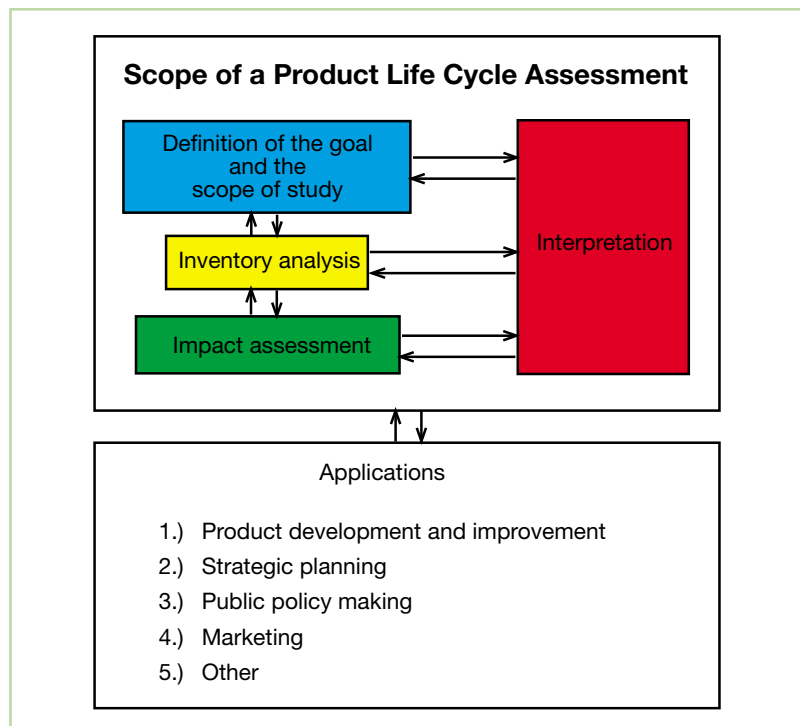 Scope of a Product Life Cycle Assessment
Definition of the goal
and the
scope of study
Interpretation
Inventory analysis
Impact assessment
Applications
1.) Product development and improvement
2.) Strategic planning
3.) Public policy making
4.) Marketing
5.) Other